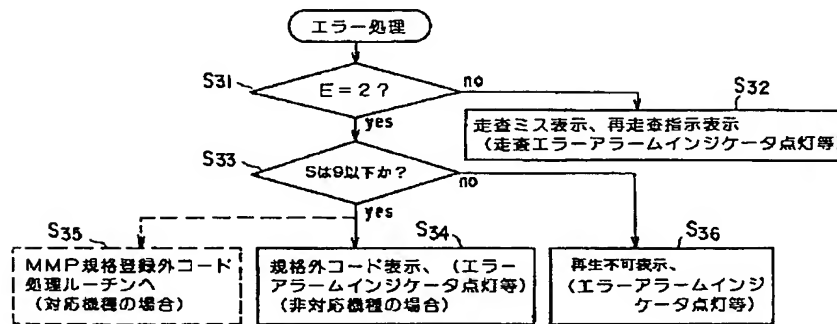 エラー処理
S31
E=2?
no
S32
yes
走査ミス表示、再走査指示表示
(走査エラーアラームインジケータ点灯等)
S33
Sは9以下か?
no
yes
S35
S34
S36
MMP規格登録外コード
処理ルーチンへ
(対応機種の場合)
規格外コード表示、(エラー
アラームインジケータ点灯等)
(非対応機種の場合)
再生不可表示、
(エラーアラームインジ
ケータ点灯等)